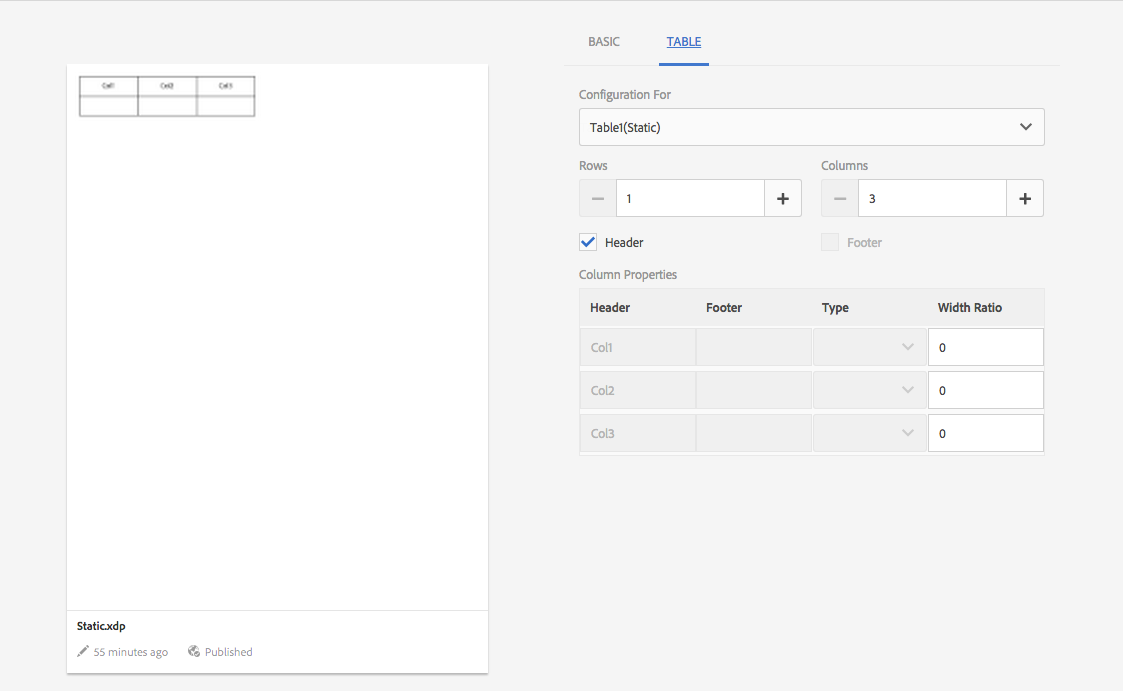 BASIC TABLE
Configuration For
Table1(Static)
Rows Columns
1 3
Header Footer
Column Properties
Header Footer Type Width Ratio
Col1 0
Col2 0
Col3 0
Col1 Col2 Col3
Static.xdp
55 minutes ago Published